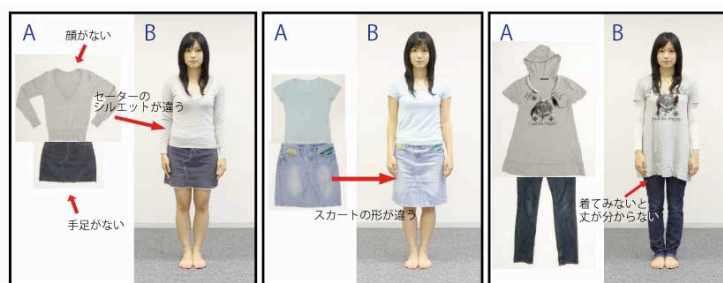 A
B
顔がない
セーターの
シルエットが違う
手足がない
A
B
スカートの形が違う
A
B
着てみないと
丈が分からない